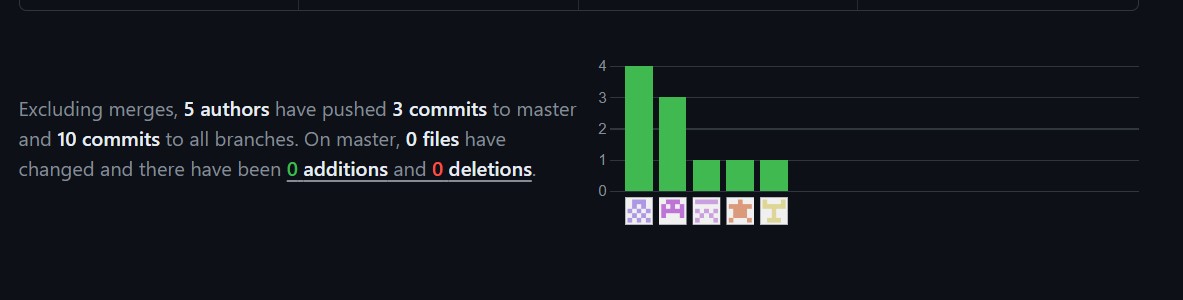 Excluding merges, 5 authors have pushed 3 commits to master
and 10 commits to all branches. On master, 0 files have
changed and there have been 0 additions and 0 deletions.
4
3
2
1
0